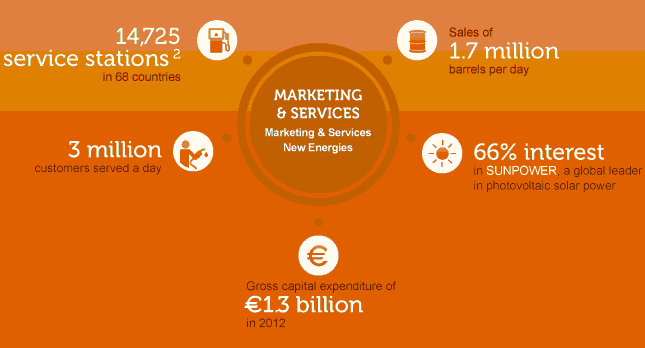 14,725
service stations 2
in 68 countries
Sales of
1.7 million
barrels per day
MARKETING
& SERVICES
Marketing & Services
New Energies
3 million
customers served a day
66% interest
in SUNPOWER a global leader
in photovoltaic solar power
€
Gross capital expenditure of
€1.3 billion
in 2012